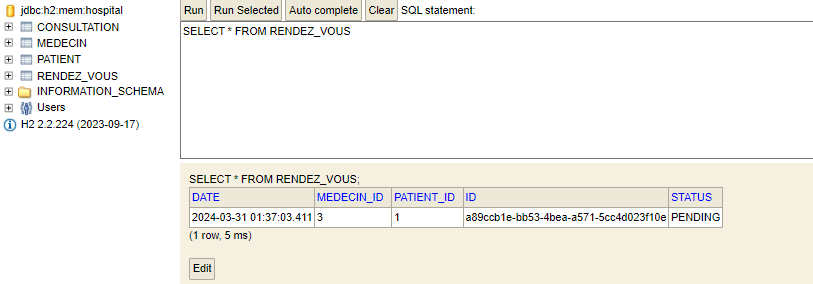 jdbc:h2:mem:hospital
CONSULTATION
MEDECIN
PATIENT
RENDEZ_VOUS
INFORMATION_SCHEMA
Users
H2 2.2.224 (2023-09-17)
Run Run Selected Auto complete Clear SQL statement:
SELECT * FROM RENDEZ_VOUS
SELECT * FROM RENDEZ_VOUS;
DATE MEDECIN_ID PATIENT_ID ID STATUS
2024-03-31 01:37:03.411 3 1 a89ccb1e-bb53-4bea-a571-5cc4d023f10e PENDING
(1 row, 5 ms)
Edit